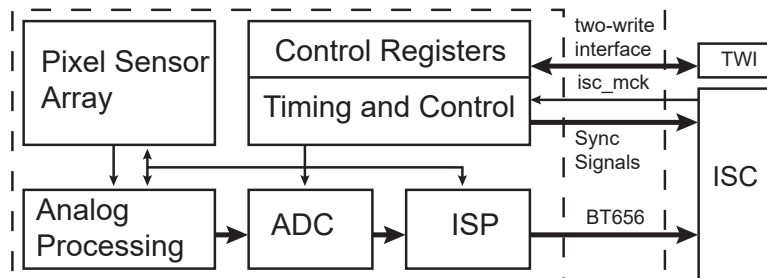 Pixel Sensor
Array
Control Registers
Timing and Control
two-write
interface
TWI
isc_mck
Sync
Signals
ISC
Analog
Processing
ADC
ISP
BT656